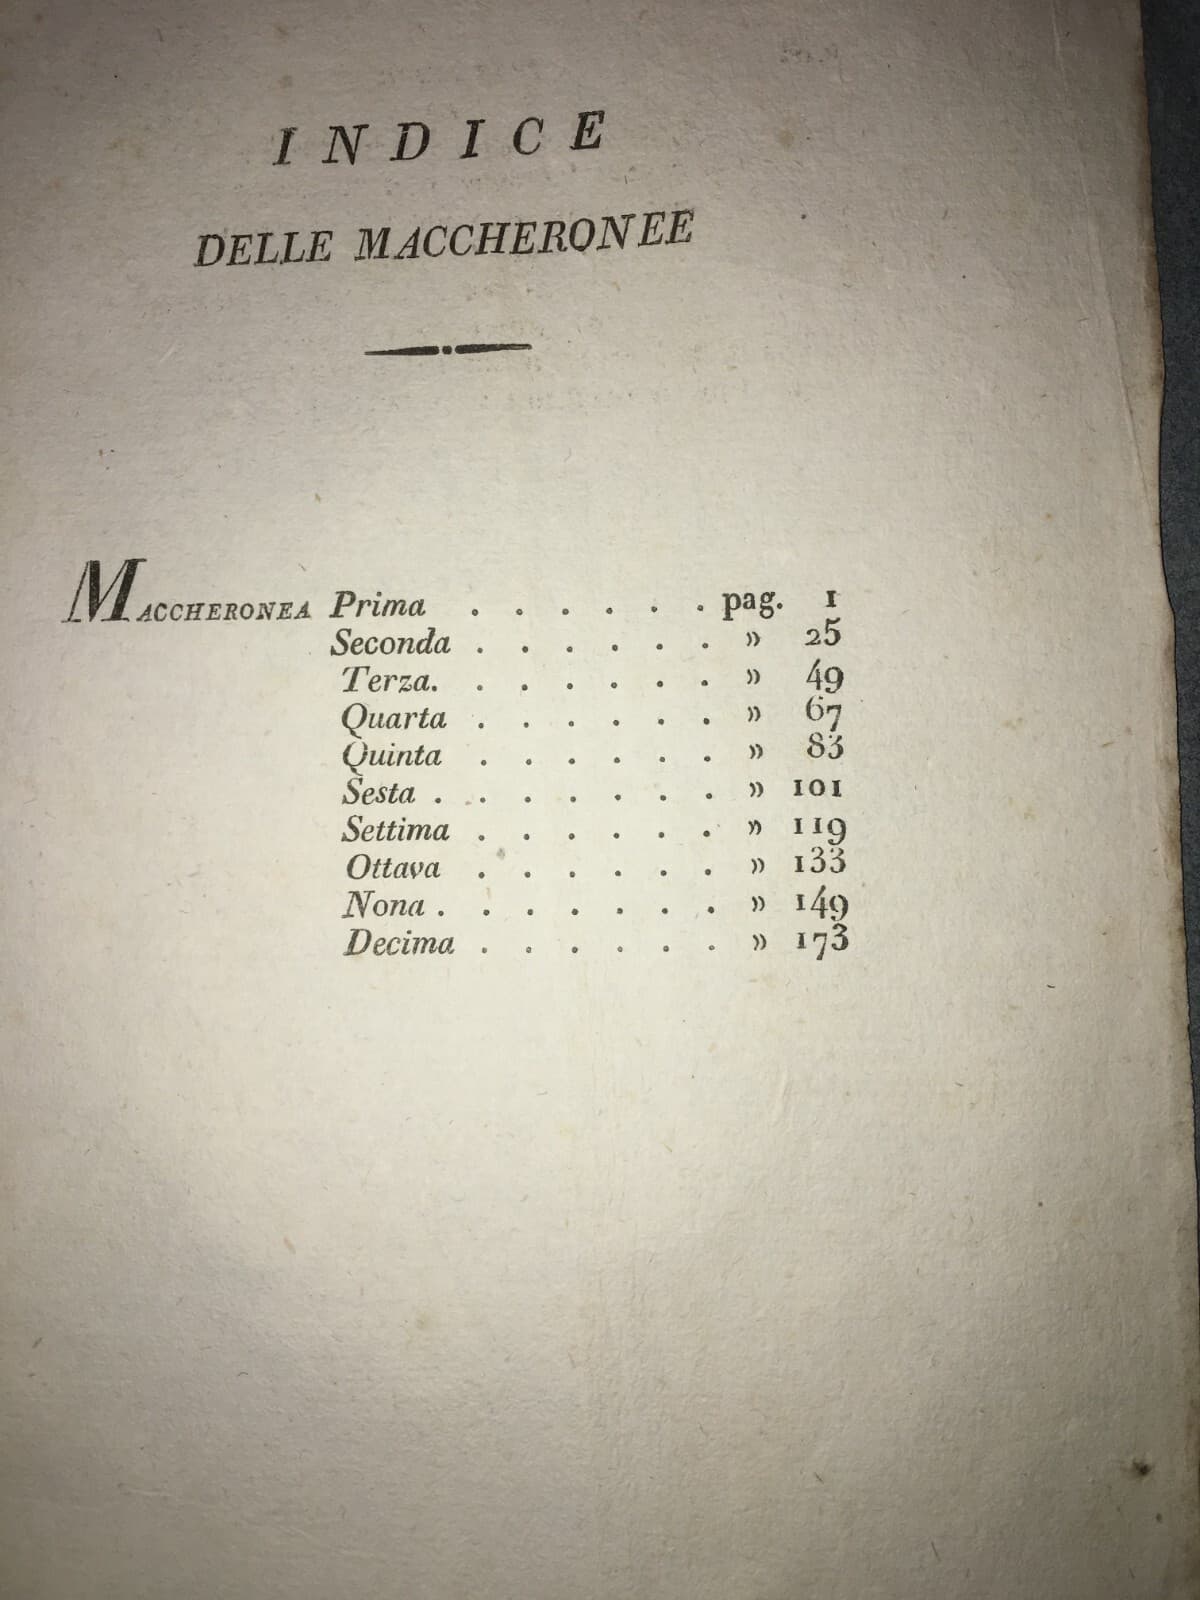 INDICE
DELLE MACCHERONEE
MACCHERONEA Prima . . . . . . pag. 1
Seconda . . . . . . » 25
Terza. . . . . . . » 49
Quarta . . . . . . » 67
Quinta . . . . . . » 83
Sesta . . . . . . . » 101
Settima . . . . . . » 119
Ottava . . . . . . » 133
Nona . . . . . . . » 149
Decima . . . . . . » 173